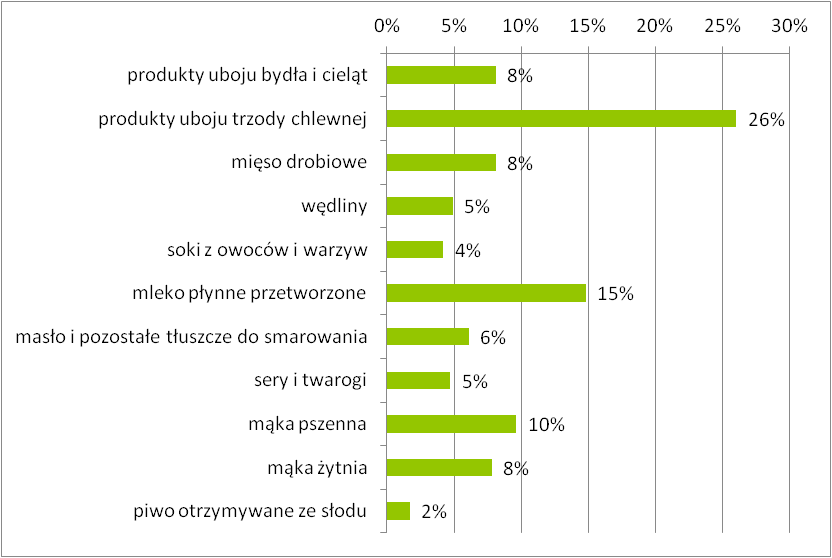 0% 5% 10% 15% 20% 25% 30%
produkty uboju bydła i cieląt 8%
produkty uboju trzody chlewnej 26%
mięso drobiowe 8%
wędliny 5%
soki z owoców i warzyw 4%
mleko płynne przetworzone 15%
masło i pozostałe tłuszcze do smarowania 6%
sery i twarogi 5%
mąka pszenna 10%
mąka żytnia 8%
piwo otrzymywane ze słodu 2%